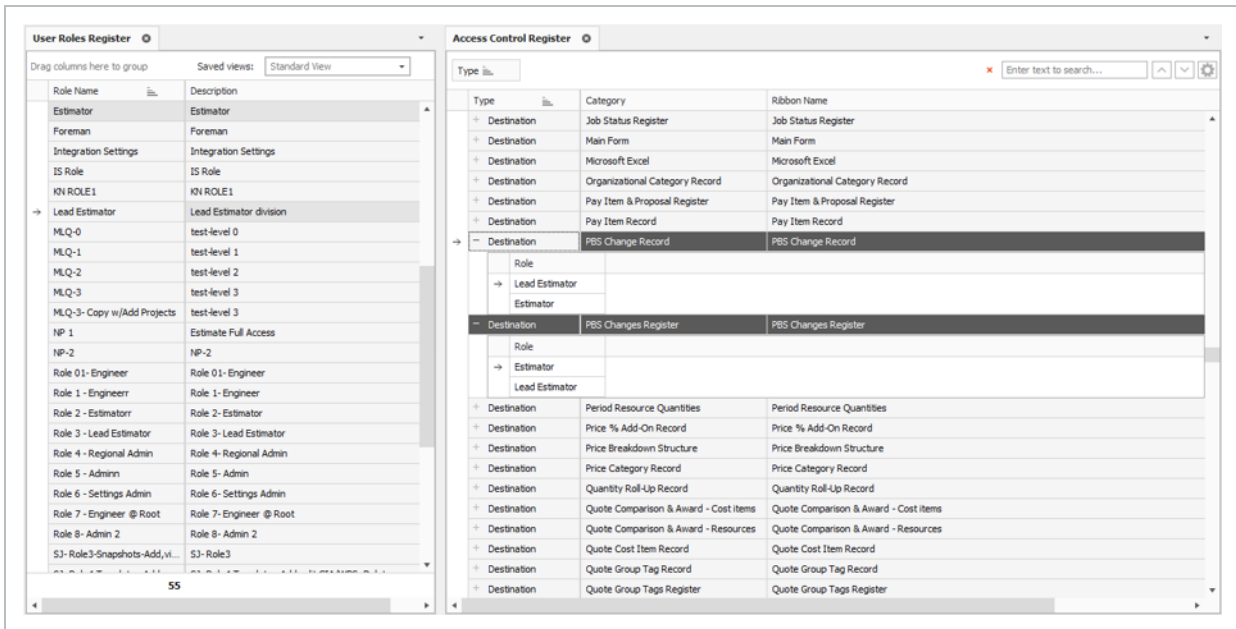 User Roles Register
Drag columns here to group Saved views: Standard View
Role Name Description
Estimator Estimator
Foreman Foreman
Integration Settings Integration Settings
IS Role IS Role
KN ROLE1 KN ROLE1
Lead Estimator Lead Estimator division
MLQ-0 test-level 0
MLQ-1 test-level 1
MLQ-2 test-level 2
MLQ-3 test-level 3
MLQ-3- Copy w/Add Projects test-level 3
NP 1 Estimate Full Access
NP-2 NP-2
Role 01- Engineer Role 01- Engineer
Role 1 - Engineerr Role 1- Engineer
Role 2 - Estimatorr Role 2- Estimator
Role 3 - Lead Estimator Role 3- Lead Estimator
Role 4 - Regional Admin Role 4- Regional Admin
Role 5 - Adminn Role 5- Admin
Role 6 - Settings Admin Role 6- Settings Admin
Role 7 - Engineer @ Root Role 7- Engineer @ Root
Role 8- Admin 2 Role 8- Admin 2
SJ- Role3-Snapshots-Add,vi... SJ- Role3
55
Access Control Register
Type
Enter text to search...
Type Category Ribbon Name
Destination Job Status Register Job Status Register
Destination Main Form Main Form
Destination Microsoft Excel Microsoft Excel
Destination Organizational Category Record Organizational Category Record
Destination Pay Item & Proposal Register Pay Item & Proposal Register
Destination Pay Item Record Pay Item Record
Destination PBS Change Record PBS Change Record
Role
Lead Estimator
Estimator
Destination PBS Changes Register PBS Changes Register
Role
Estimator
Lead Estimator
Destination Period Resource Quantities Period Resource Quantities
Destination Price % Add-On Record Price % Add-On Record
Destination Price Breakdown Structure Price Breakdown Structure
Destination Price Category Record Price Category Record
Destination Quantity Roll-Up Record Quantity Roll-Up Record
Destination Quote Comparison & Award - Cost items Quote Comparison & Award - Cost items
Destination Quote Comparison & Award - Resources Quote Comparison & Award - Resources
Destination Quote Cost Item Record Quote Cost Item Record
Destination Quote Group Tag Record Quote Group Tag Record
Destination Quote Group Tags Register Quote Group Tags Register